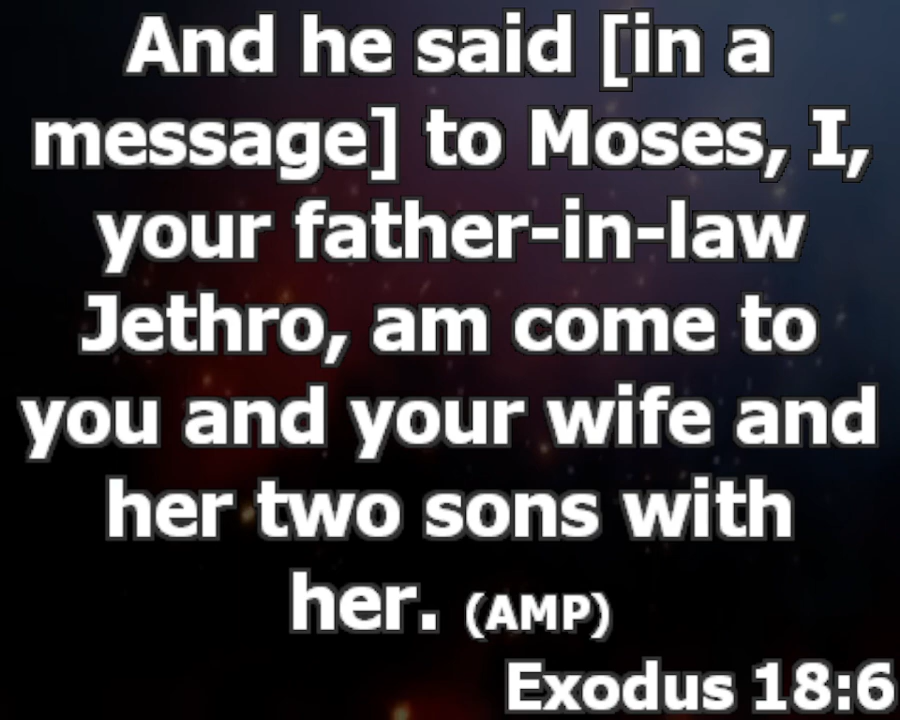 And he said [in a
message] to Moses, I,
your father-in-law
Jethro, am come to
you and your wife and
her two sons with
her. (AMP)
Exodus 18:6